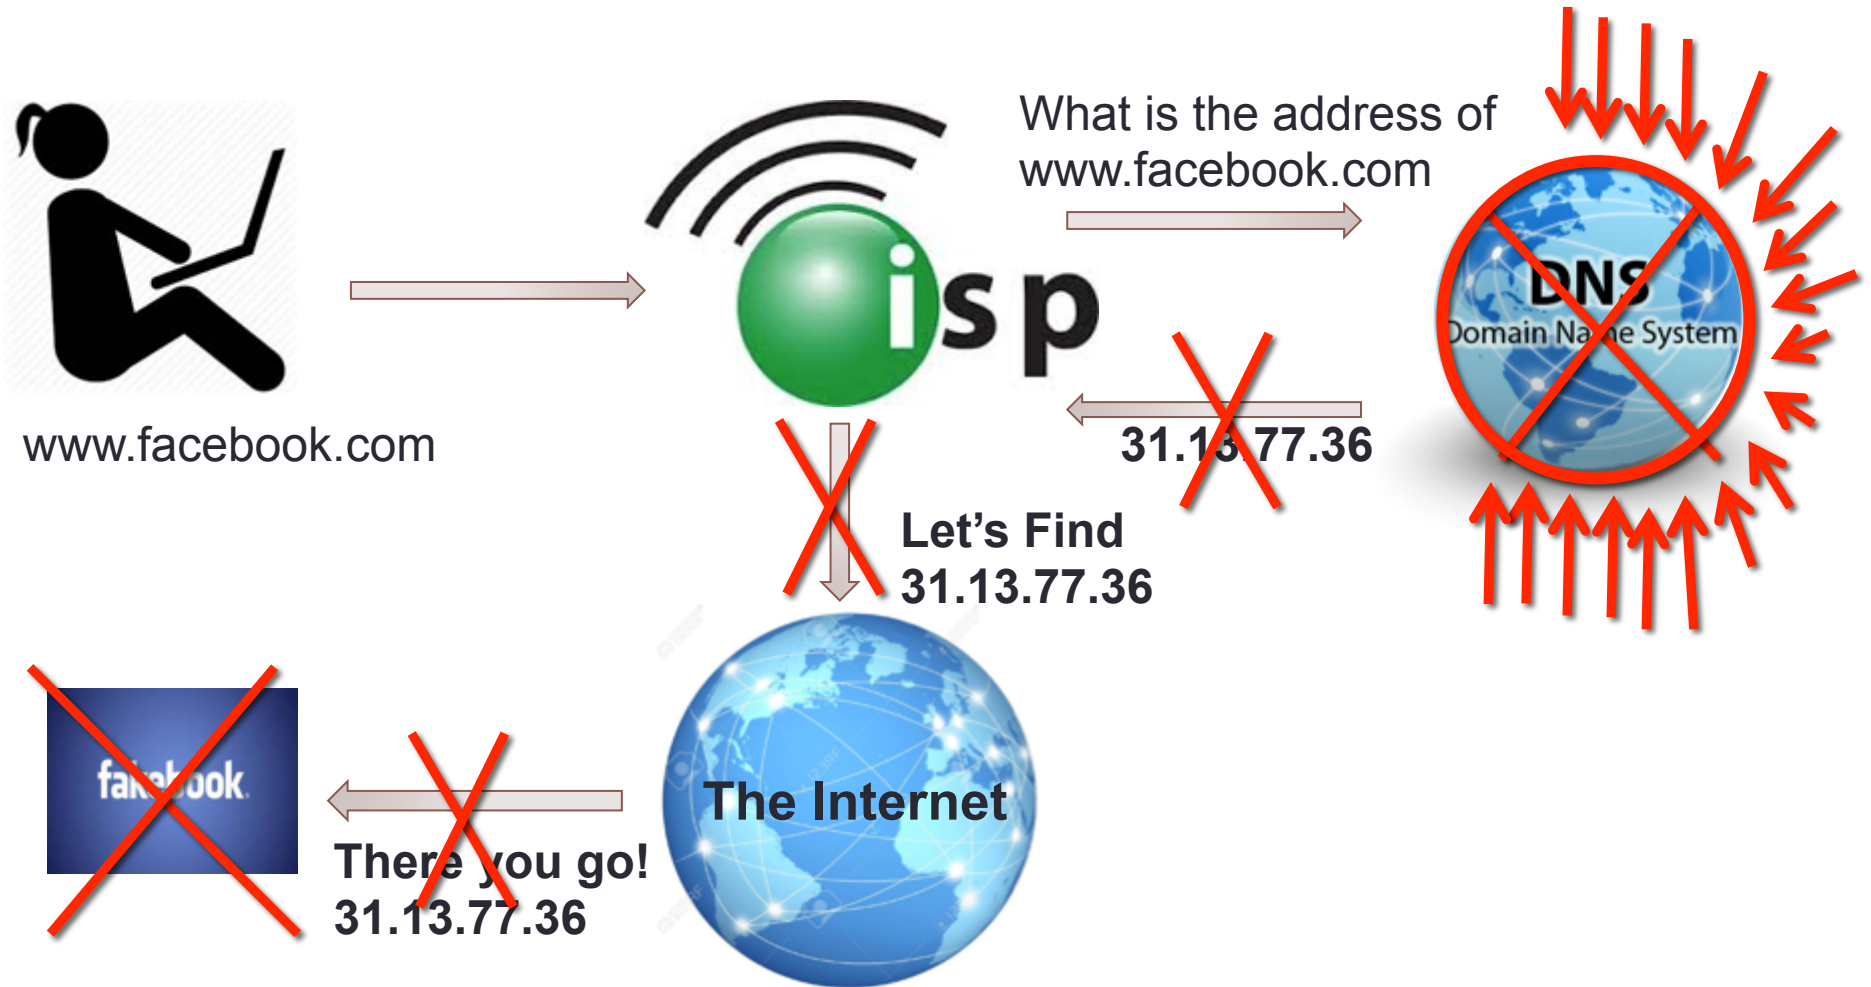 What is the address of
www.facebook.com
isp
DNS
Domain Name System
www.facebook.com
31.13.77.36
Let’s Find
31.13.77.36
fakebook.
The Internet
There you go!
31.13.77.36